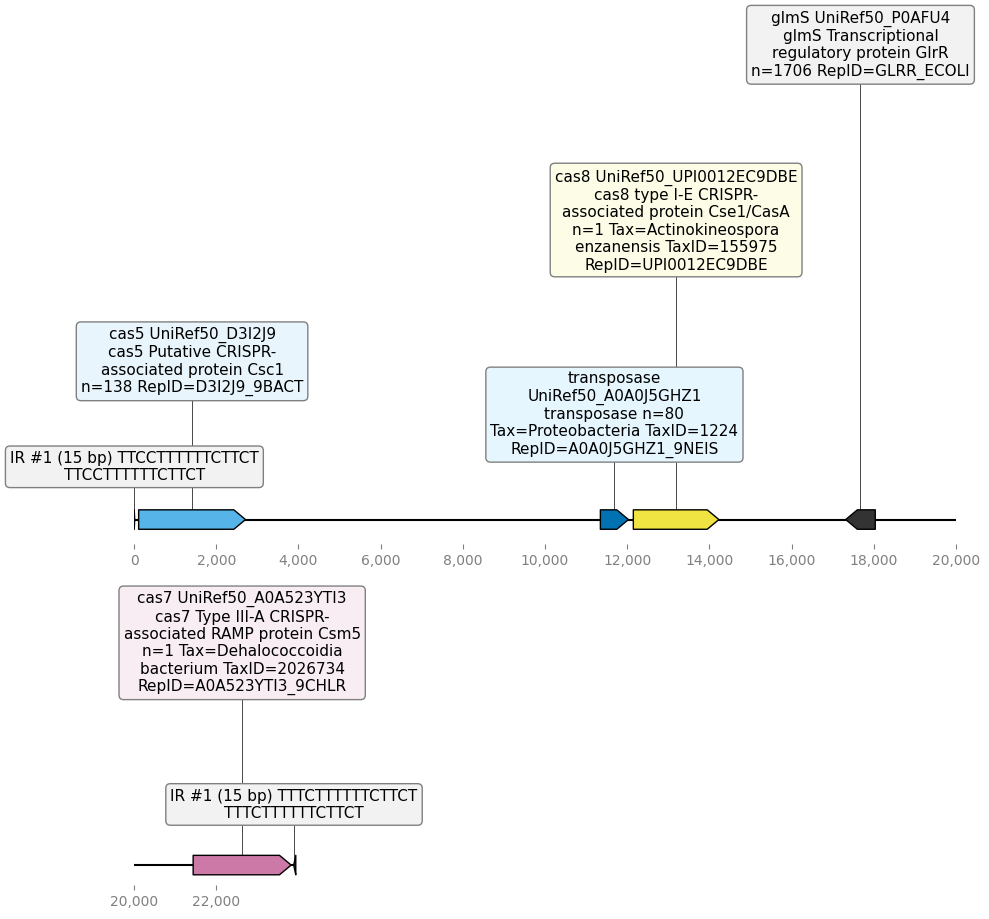 glmS UniRef50_P0AFU4
glmS Transcriptional
regulatory protein GlrR
n=1706 RepID=GLRR_ECOLI
cas8 UniRef50_UPI0012EC9DBE
cas8 type I-E CRISPR-
associated protein Cse1/CasA
n=1 Tax=Actinokineospora
enzanensis TaxID=155975
RepID=UPI0012EC9DBE
cas5 UniRef50_D3I2J9
cas5 Putative CRISPR-
associated protein Csc1
n=138 RepID=D3I2J9_9BACT
transposase
UniRef50_A0A0J5GHZ1
transposase n=80
Tax=Proteobacteria TaxID=1224
RepID=A0A0J5GHZ1_9NEIS
IR #1 (15 bp) TTCCTTTTTTCTTCT
TTCCTTTTTTCTTCT
0 2,000 4,000 6,000 8,000 10,000 12,000 14,000 16,000 18,000 20,000
cas7 UniRef50_A0A523YTI3
cas7 Type III-A CRISPR-
associated RAMP protein Csm5
n=1 Tax=Dehalococcoidia
bacterium TaxID=2026734
RepID=A0A523YTI3_9CHLR
IR #1 (15 bp) TTTCTTTTTTCTTCT
TTTCTTTTTTCTTCT
20,000 22,000